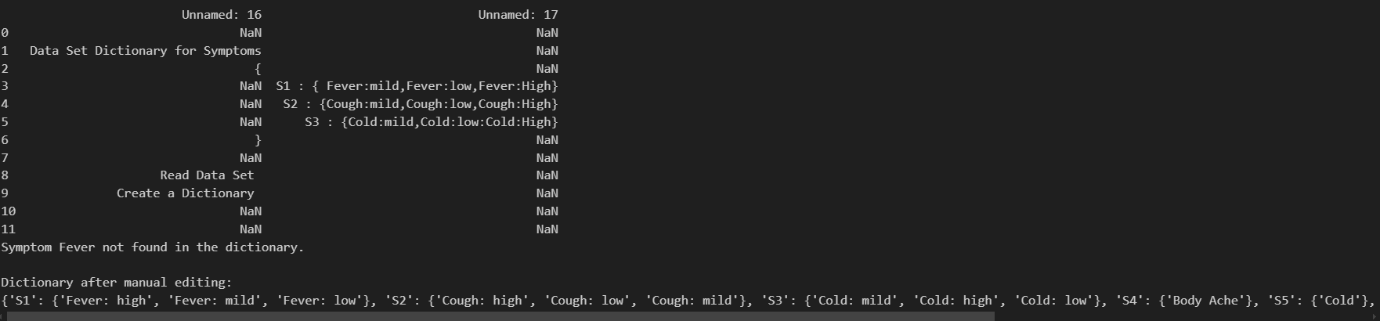 Unnamed: 16 Unnamed: 17
0 NaN NaN
1 Data Set Dictionary for Symptoms NaN
2 { NaN
3 NaN S1 : { Fever:mild,Fever:low,Fever:High}
4 NaN S2 : {Cough:mild,Cough:low,Cough:High}
5 NaN S3 : {Cold:mild,Cold:low:Cold:High}
6 } NaN
7 NaN NaN
8 Read Data Set NaN
9 Create a Dictionary NaN
10 NaN NaN
11 NaN NaN
Symptom Fever not found in the dictionary.
Dictionary after manual editing:
{'S1': {'Fever: high', 'Fever: mild', 'Fever: low'}, 'S2': {'Cough: high', 'Cough: low', 'Cough: mild'}, 'S3': {'Cold: mild', 'Cold: high', 'Cold: low'}, 'S4': {'Body Ache'}, 'S5': {'Cold'},